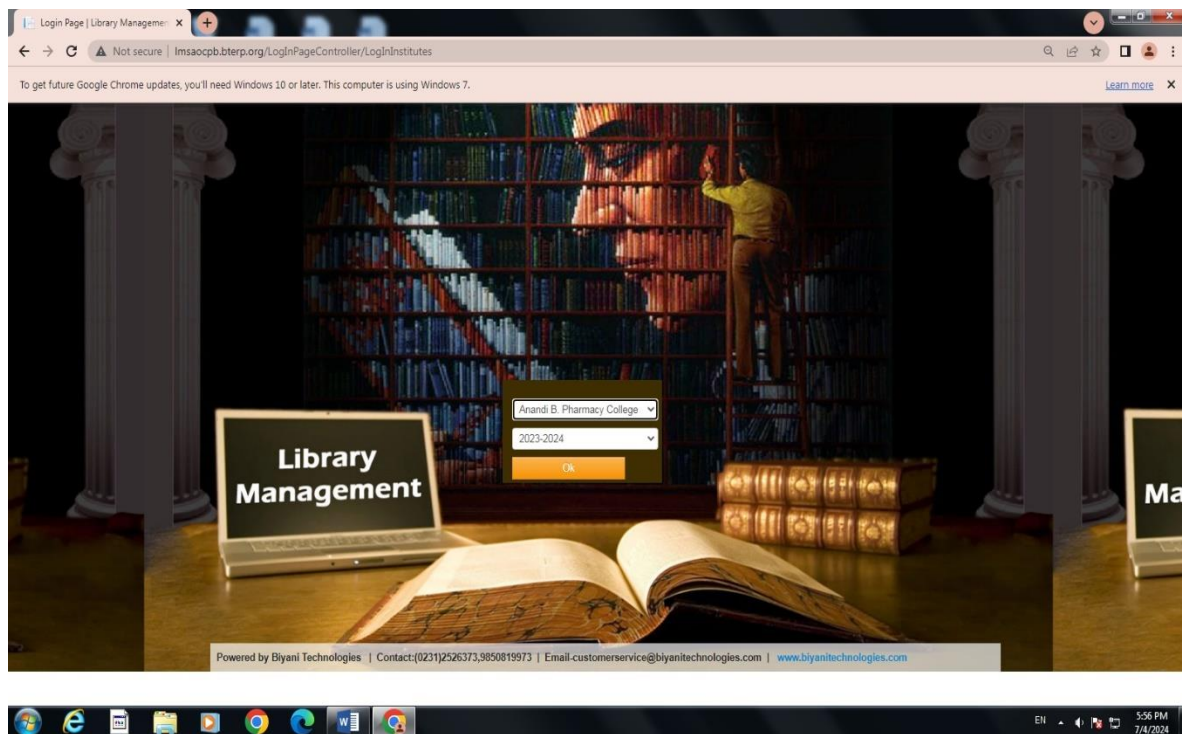 Login Page | Library Managemen
Not secure | lmsaocpb.bterp.org/LogInPageController/LogInInstitutes
To get future Google Chrome updates, you'll need Windows 10 or later. This computer is using Windows 7.
Learn more
Anandi B. Pharmacy College
2023-2024
Ok
Library
Management
Ma
Powered by Biyani Technologies | Contact:(0231)2526373,9850819973 | Email-customerservice@biyanitechnologies.com | www.biyanitechnologies.com
EN
5:56 PM
7/4/2024